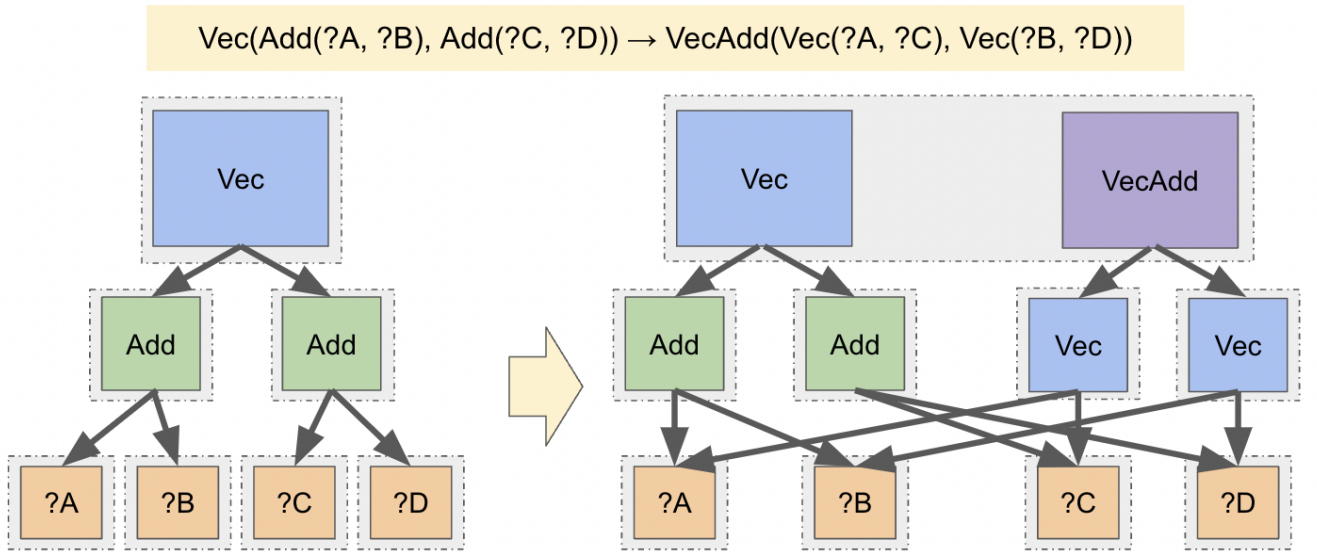 Vec(Add(?A, ?B), Add(?C, ?D)) → VecAdd(Vec(?A, ?C), Vec(?B, ?D))
Vec
Add
Add
?A
?B
?C
?D
Vec
VecAdd
Add
Add
Vec
Vec
?A
?B
?C
?D